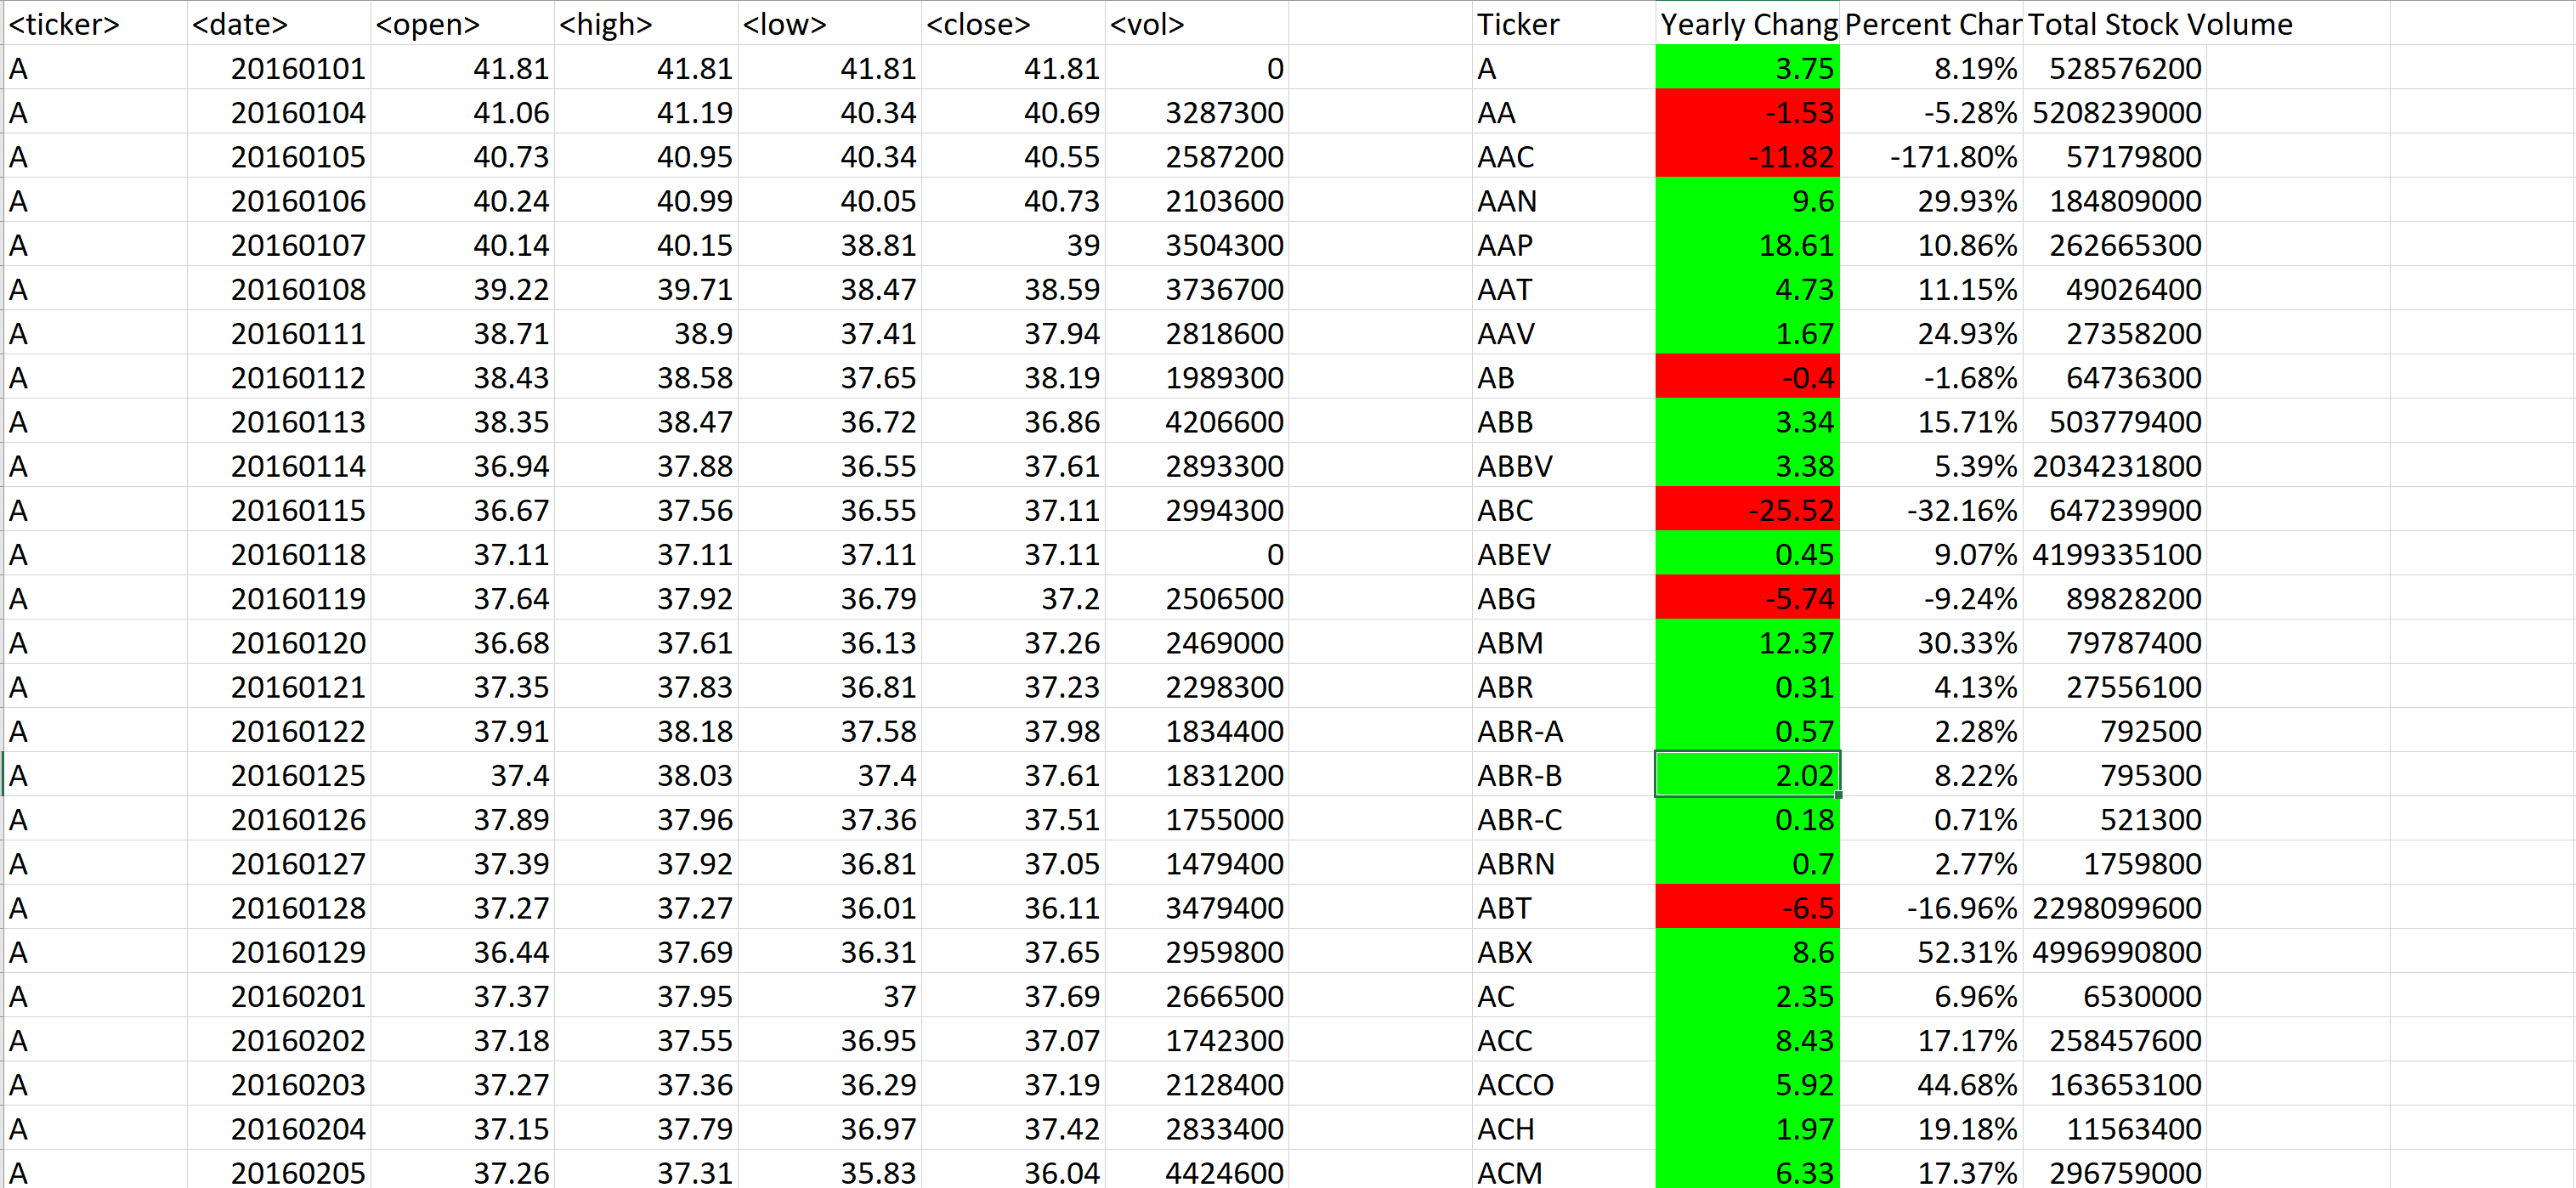 <ticker> <date> <open> <high> <low> <close> <vol> Ticker Yearly Chang Percent Char Total Stock Volume
A 20160101 41.81 41.81 41.81 41.81 0 A 3.75 8.19% 528576200
A 20160104 41.06 41.19 40.34 40.69 3287300 AA -1.53 -5.28% 5208239000
A 20160105 40.73 40.95 40.34 40.55 2587200 AAC -11.82 -171.80% 57179800
A 20160106 40.24 40.99 40.05 40.73 2103600 AAN 9.6 29.93% 184809000
A 20160107 40.14 40.15 38.81 39 3504300 AAP 18.61 10.86% 262665300
A 20160108 39.22 39.71 38.47 38.59 3736700 AAT 4.73 11.15% 49026400
A 20160111 38.71 38.9 37.41 37.94 2818600 AAV 1.67 24.93% 27358200
A 20160112 38.43 38.58 37.65 38.19 1989300 AB -0.4 -1.68% 64736300
A 20160113 38.35 38.47 36.72 36.86 4206600 ABB 3.34 15.71% 503779400
A 20160114 36.94 37.88 36.55 37.61 2893300 ABBV 3.38 5.39% 2034231800
A 20160115 36.67 37.56 36.55 37.11 2994300 ABC -25.52 -32.16% 647239900
A 20160118 37.11 37.11 37.11 37.11 0 ABEV 0.45 9.07% 4199335100
A 20160119 37.64 37.92 36.79 37.2 2506500 ABG -5.74 -9.24% 89828200
A 20160120 36.68 37.61 36.13 37.26 2469000 ABM 12.37 30.33% 79787400
A 20160121 37.35 37.83 36.81 37.23 2298300 ABR 0.31 4.13% 27556100
A 20160122 37.91 38.18 37.58 37.98 1834400 ABR-A 0.57 2.28% 792500
A 20160125 37.4 38.03 37.4 37.61 1831200 ABR-B 2.02 8.22% 795300
A 20160126 37.89 37.96 37.36 37.51 1755000 ABR-C 0.18 0.71% 521300
A 20160127 37.39 37.92 36.81 37.05 1479400 ABRN 0.7 2.77% 1759800
A 20160128 37.27 37.27 36.01 36.11 3479400 ABT -6.5 -16.96% 2298099600
A 20160129 36.44 37.69 36.31 37.65 2959800 ABX 8.6 52.31% 4996990800
A 20160201 37.37 37.95 37 37.69 2666500 AC 2.35 6.96% 6530000
A 20160202 37.18 37.55 36.95 37.07 1742300 ACC 8.43 17.17% 258457600
A 20160203 37.27 37.36 36.29 37.19 2128400 ACCO 5.92 44.68% 163653100
A 20160204 37.15 37.79 36.97 37.42 2833400 ACH 1.97 19.18% 11563400
A 20160205 37.26 37.31 35.83 36.04 4424600 ACM 6.33 17.37% 296759000